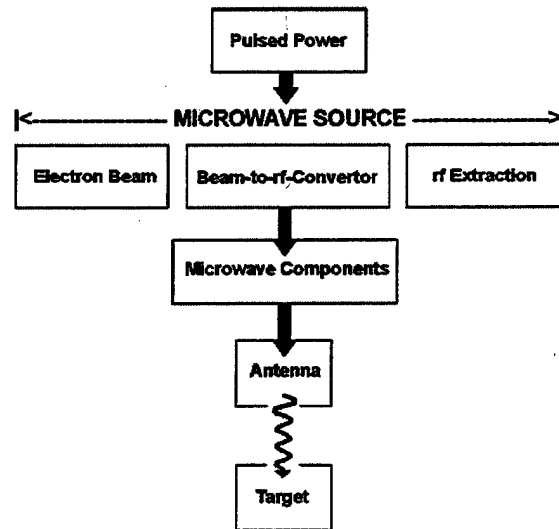 Pulsed Power
MICROWAVE SOURCE
Electron Beam
Beam-to-rf-Convertor
rf Extraction
Microwave Components
Antenna
Target